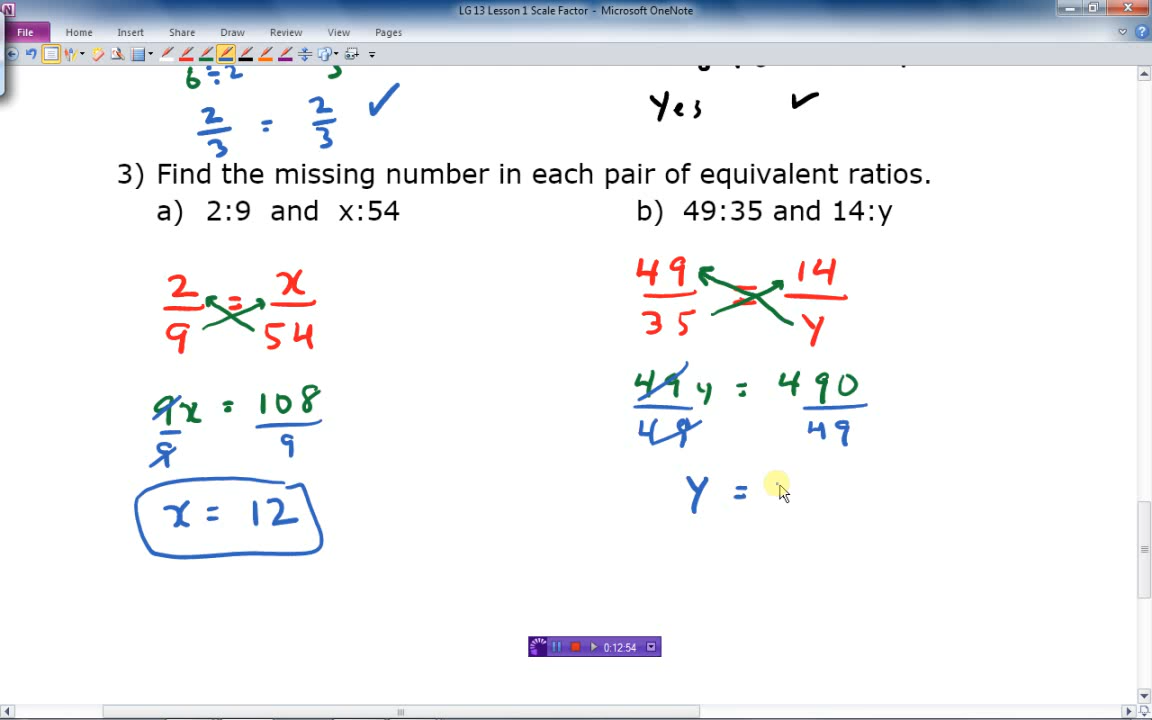 LG 13 Lesson 1 Scale Factor - Microsoft OneNote
File Home Insert Share Draw Review View Pages
6 ÷2 3
2/3 = 2/3 ✓
Yes ✓
3) Find the missing number in each pair of equivalent ratios.
a) 2:9 and x:54
b) 49:35 and 14:y
2/9 = x/54
9x/9 = 108/9
x = 12
49/35 = 14/y
49y/49 = 490/49
y =
0:12:54